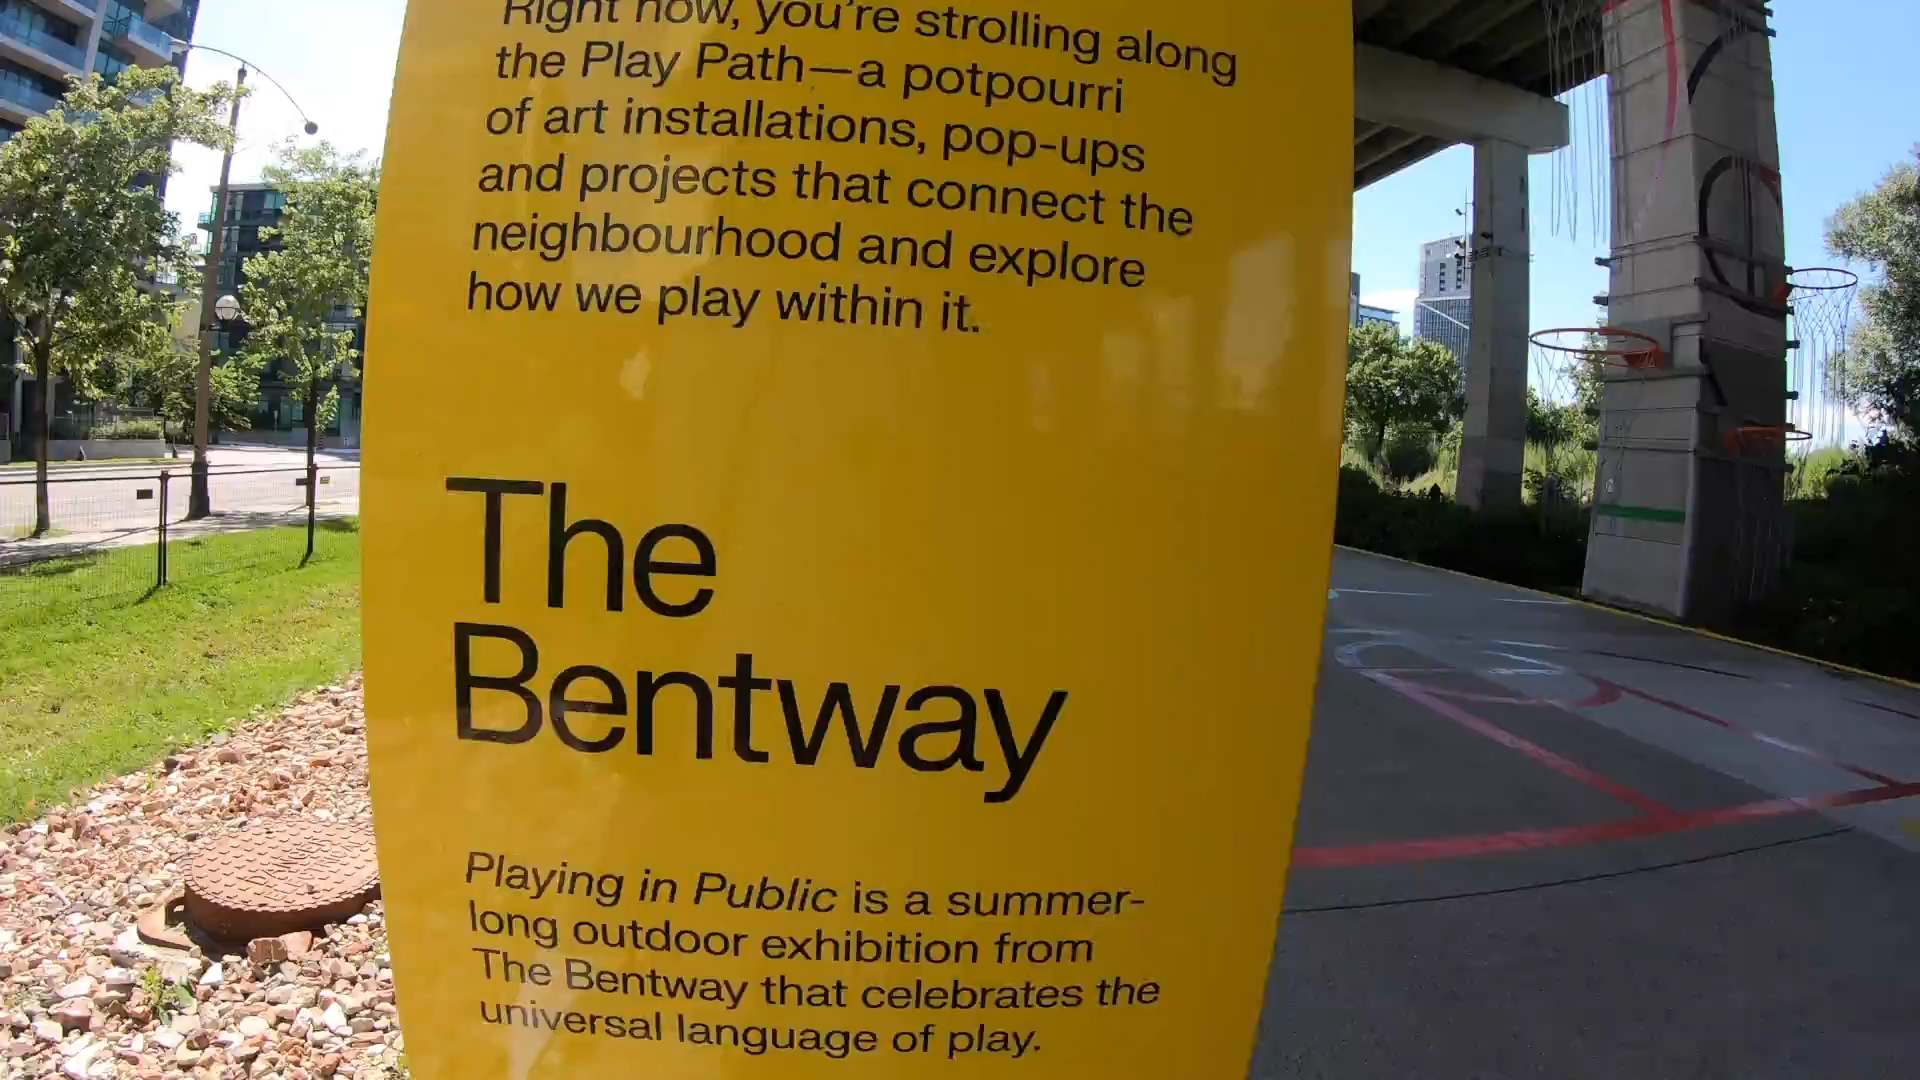 Right now, you're strolling along
the Play Path—a potpourri
of art installations, pop-ups
and projects that connect the
neighbourhood and explore
how we play within it.
The
Bentway
Playing in Public is a summer-
long outdoor exhibition from
The Bentway that celebrates the
universal language of play.